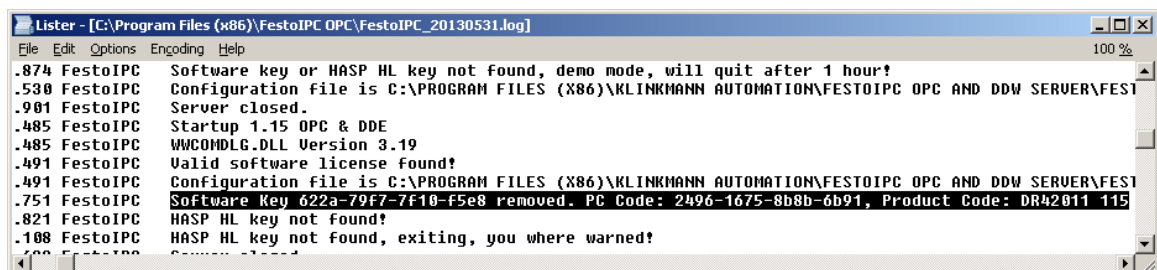 Lister - [C:\Program Files (x86)\FestoIPC OPC\FestoIPC_20130531.log]
File Edit Options Encoding Help 100 %
.874 FestoIPC Software key or HASP HL key not found, demo mode, will quit after 1 hour!
.530 FestoIPC Configuration file is C:\PROGRAM FILES (X86)\KLINKMANN AUTOMATION\FESTOIPC OPC AND DDW SERVER\FEST
.901 FestoIPC Server closed.
.485 FestoIPC Startup 1.15 OPC & DDE
.485 FestoIPC WWCOMDLG.DLL Version 3.19
.491 FestoIPC Valid software license found!
.491 FestoIPC Configuration file is C:\PROGRAM FILES (X86)\KLINKMANN AUTOMATION\FESTOIPC OPC AND DDW SERVER\FEST
.751 FestoIPC Software Key 622a-79f7-7f10-f5e8 removed. PC Code: 2496-1675-8b8b-6b91, Product Code: DR42011 115
.821 FestoIPC HASP HL key not found!
.108 FestoIPC HASP HL key not found, exiting, you where warned!